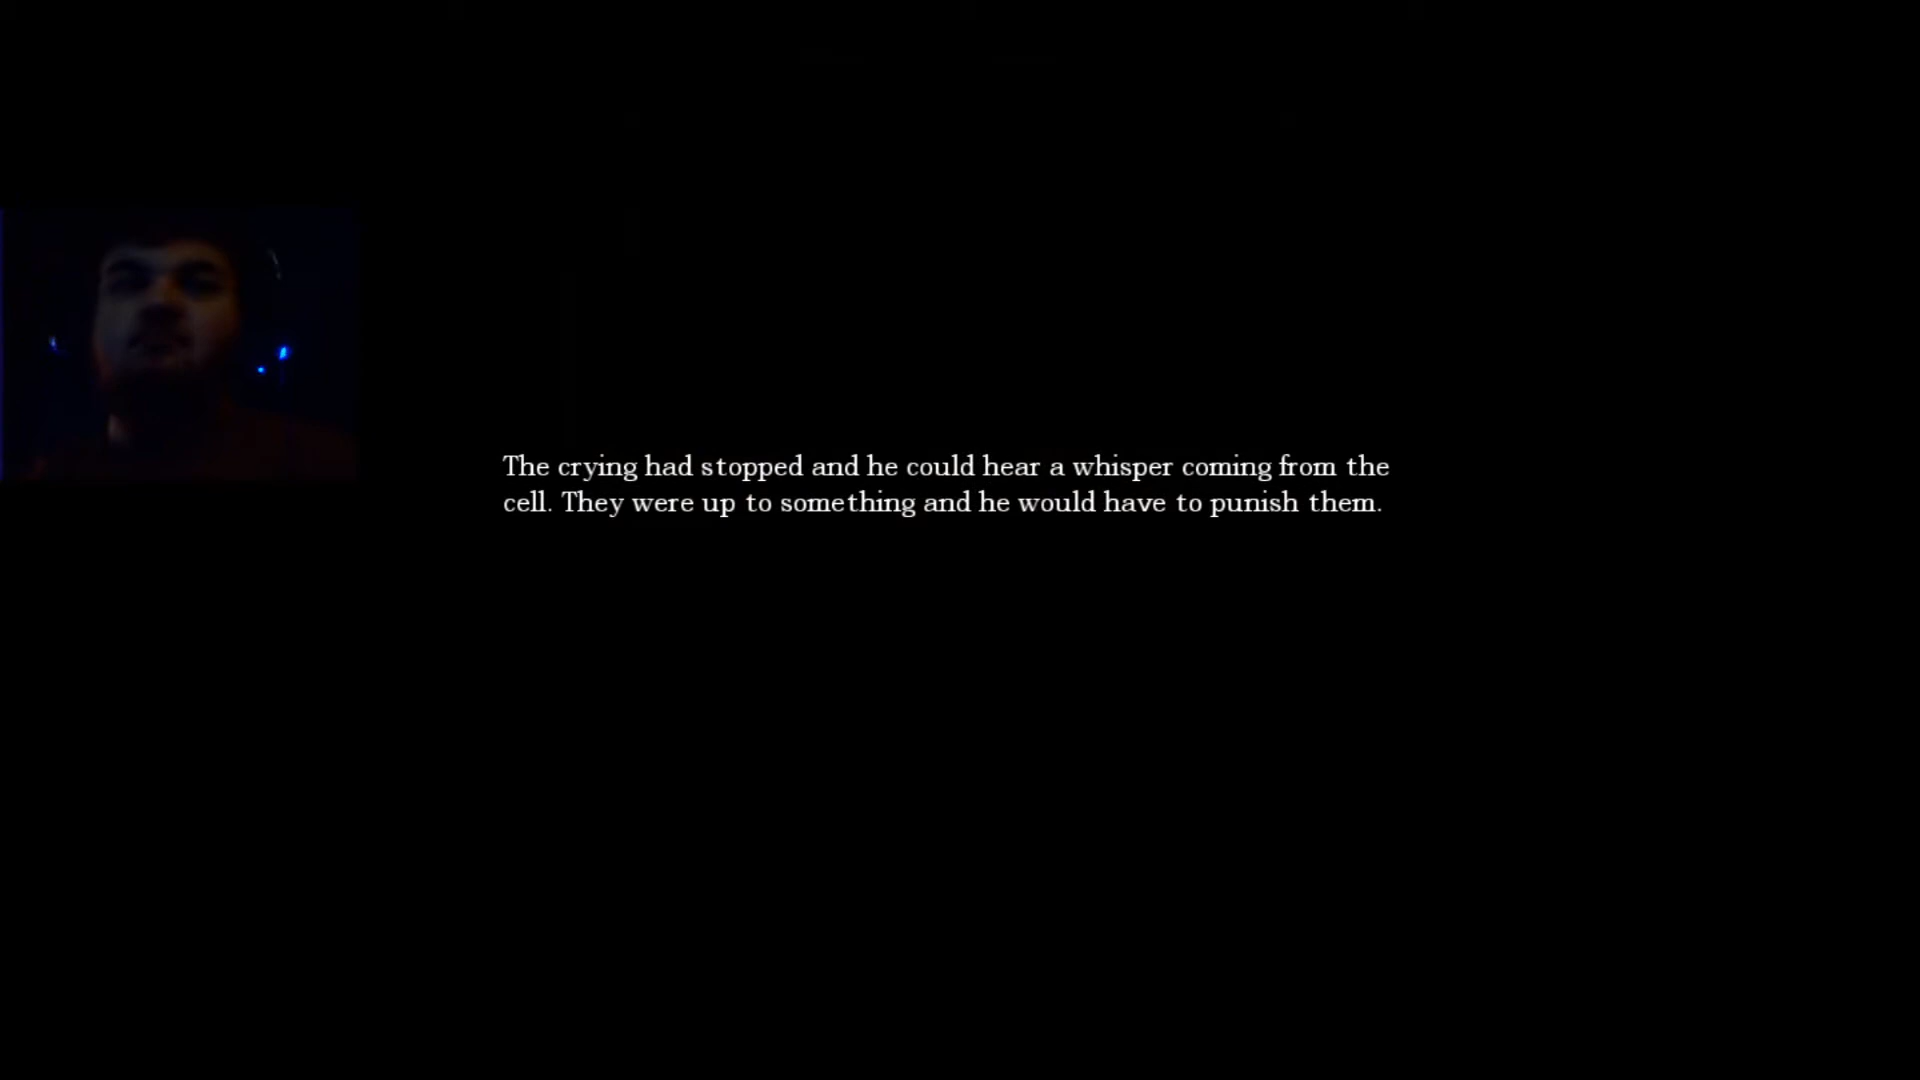 The crying had stopped and he could hear a whisper coming from the
cell. They were up to something and he would have to punish them.